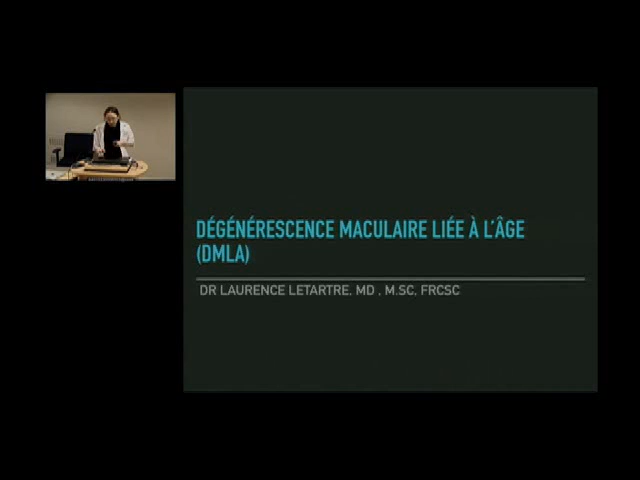 DÉGÉNÉRESCENCE MACULAIRE LIÉE À L'ÂGE
(DMLA)
DR LAURENCE LETARTRE, MD , M.SC, FRCSC